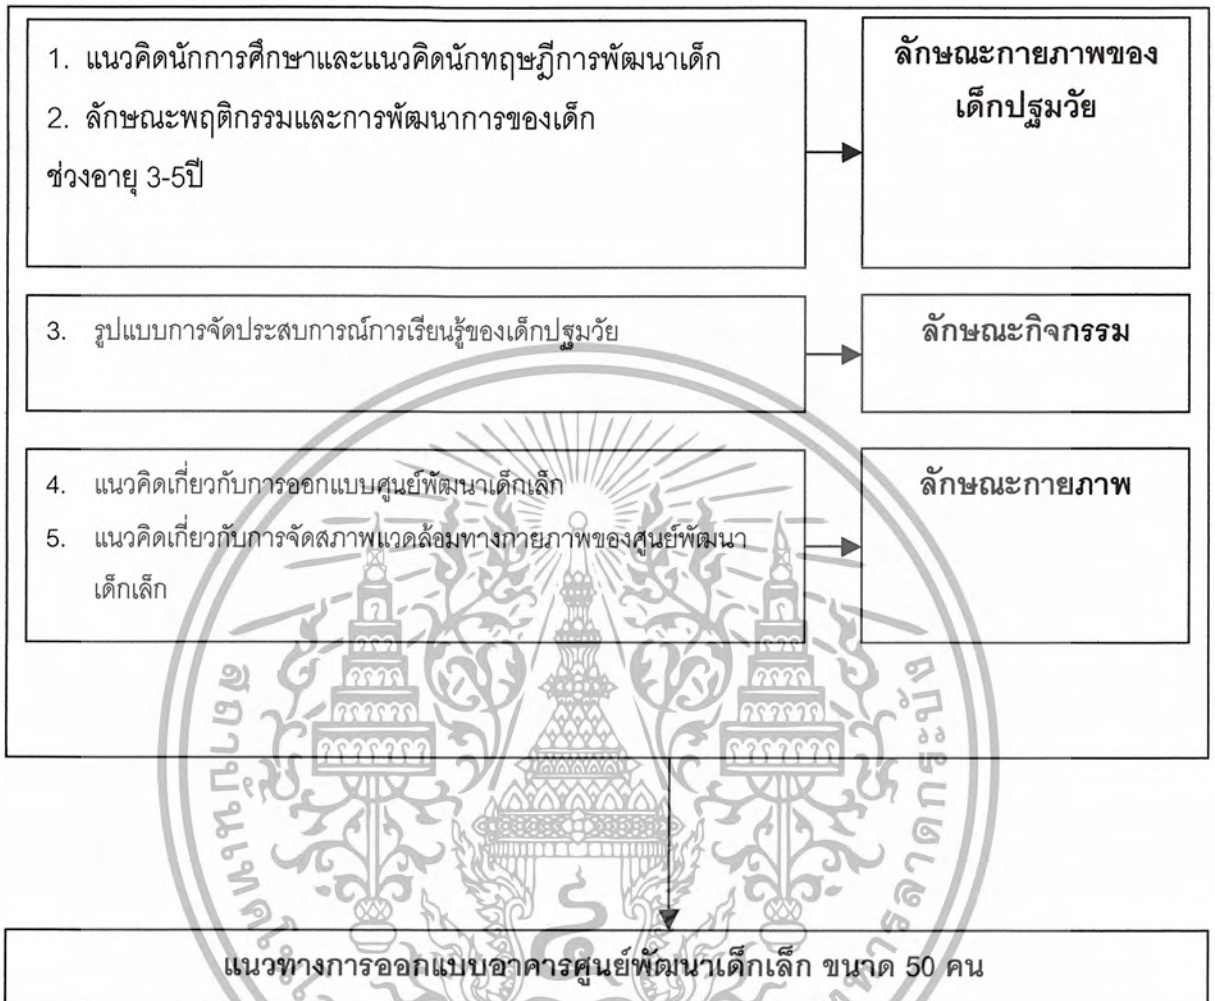 1. แนวคิดนักการศึกษาและแนวคิดนักทฤษฎีการพัฒนาเด็ก
2. ลักษณะพฤติกรรมและการพัฒนาการของเด็ก
ช่วงอายุ 3-5ปี
ลักษณะกายภาพของ
เด็กปฐมวัย
3. รูปแบบการจัดประสบการณ์การเรียนรู้ของเด็กปฐมวัย
ลักษณะกิจกรรม
4. แนวคิดเกี่ยวกับการออกแบบศูนย์พัฒนาเด็กเล็ก
5. แนวคิดเกี่ยวกับการจัดสภาพแวดล้อมทางกายภาพของศูนย์พัฒนา
เด็กเล็ก
ลักษณะกายภาพ
แนวทางการออกแบบอาคารศูนย์พัฒนาเด็กเล็ก ขนาด 50 คน